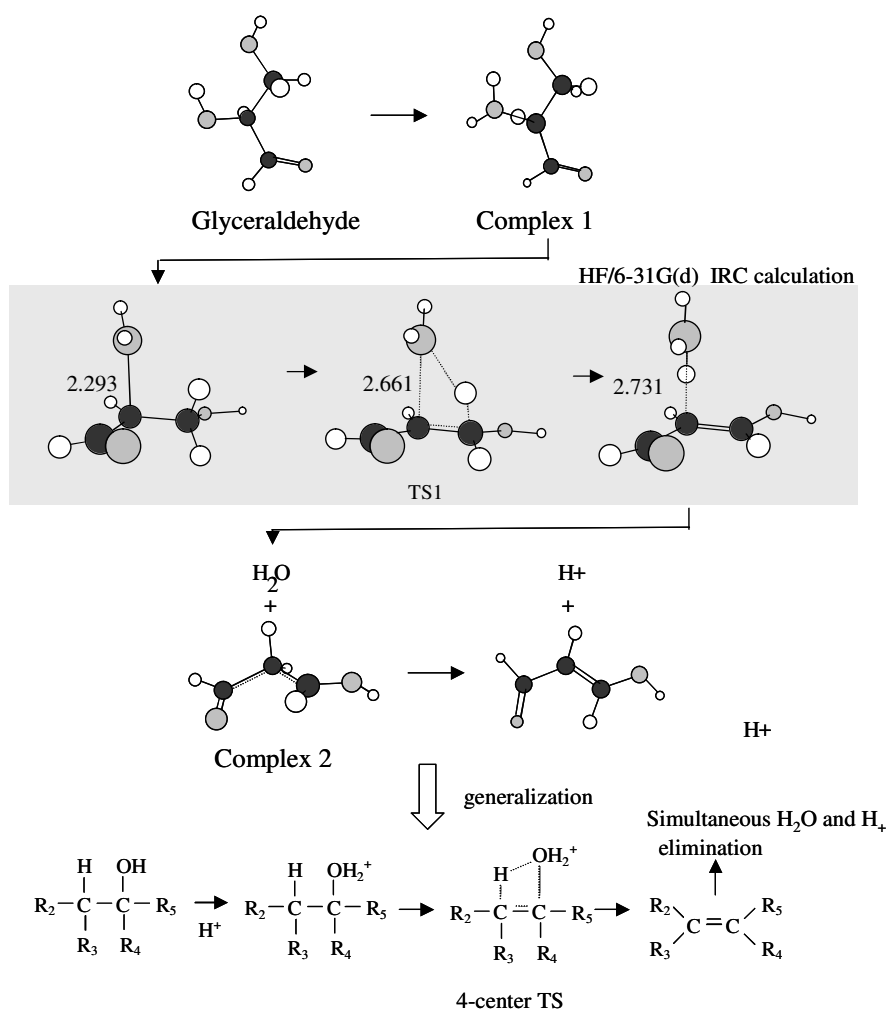 Glyceraldehyde Complex 1
HF/6-31G(d) IRC calculation
2.293 2.661 2.731
TS1
H2O H+
+ +
H+
Complex 2
generalization
Simultaneous H2O and H+
elimination
H OH H OH2+ H OH2+
R2 C C R5 R2 C C R5 R2 C C R5 R2 R5
H+ C C
R3 R4 R3 R4 R3 R4 R3 R4
4-center TS